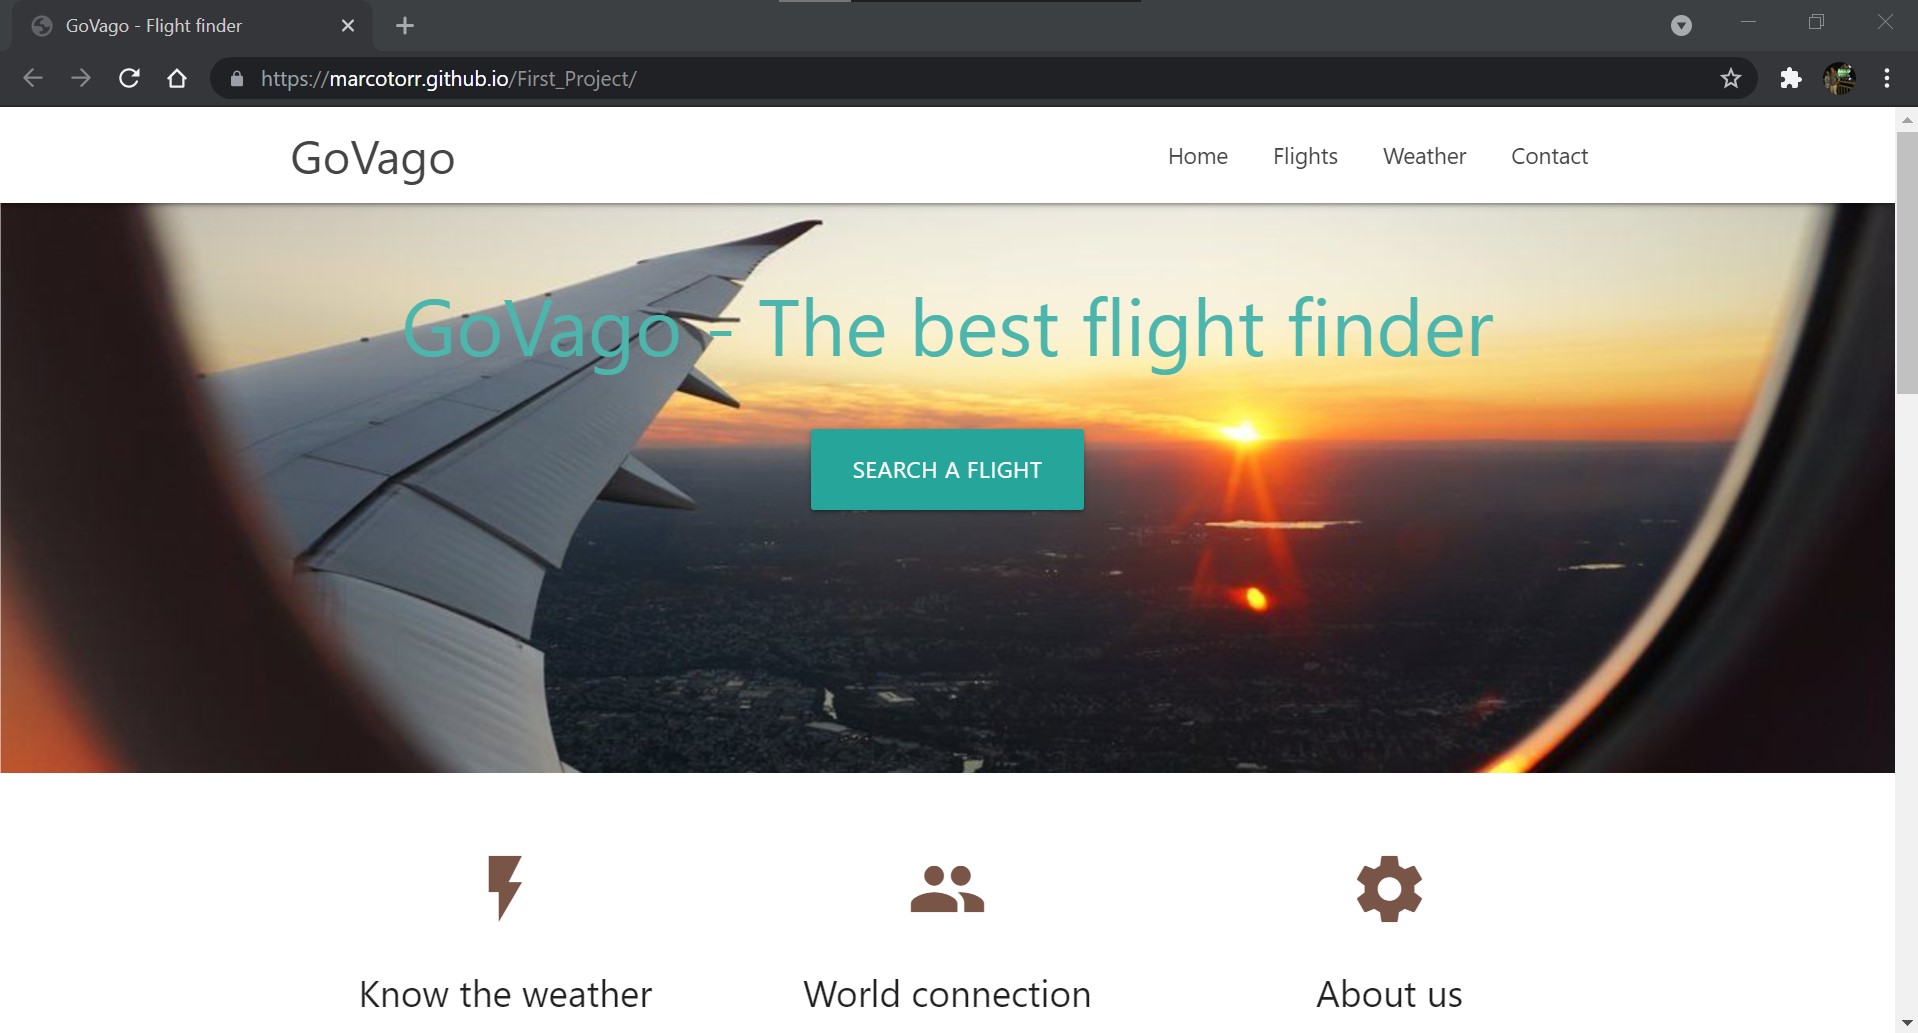 GoVago - Flight finder
https://marcotorr.github.io/First_Project/
GoVago
Home Flights Weather Contact
GoVago - The best flight finder
SEARCH A FLIGHT
Know the weather World connection About us